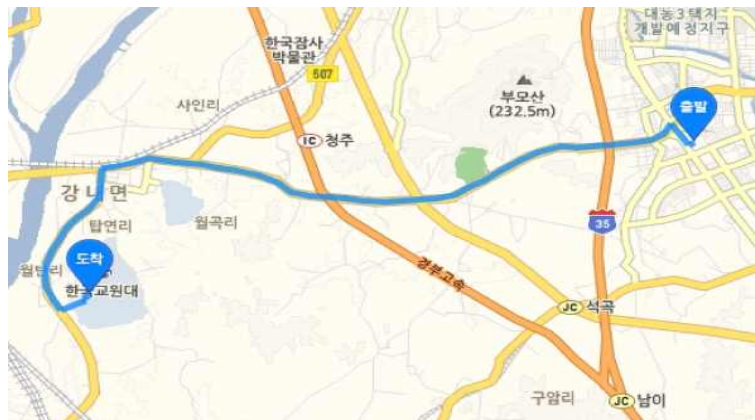 대농3택지
개발예정지구
한국잠사
박물관
507
부모산
(232.5m)
사인리
출발
IC 청주
강내면
탑연리
월곡리
35
도착
한국교원대
경부고속
JC 석곡
구암리
JC 남이